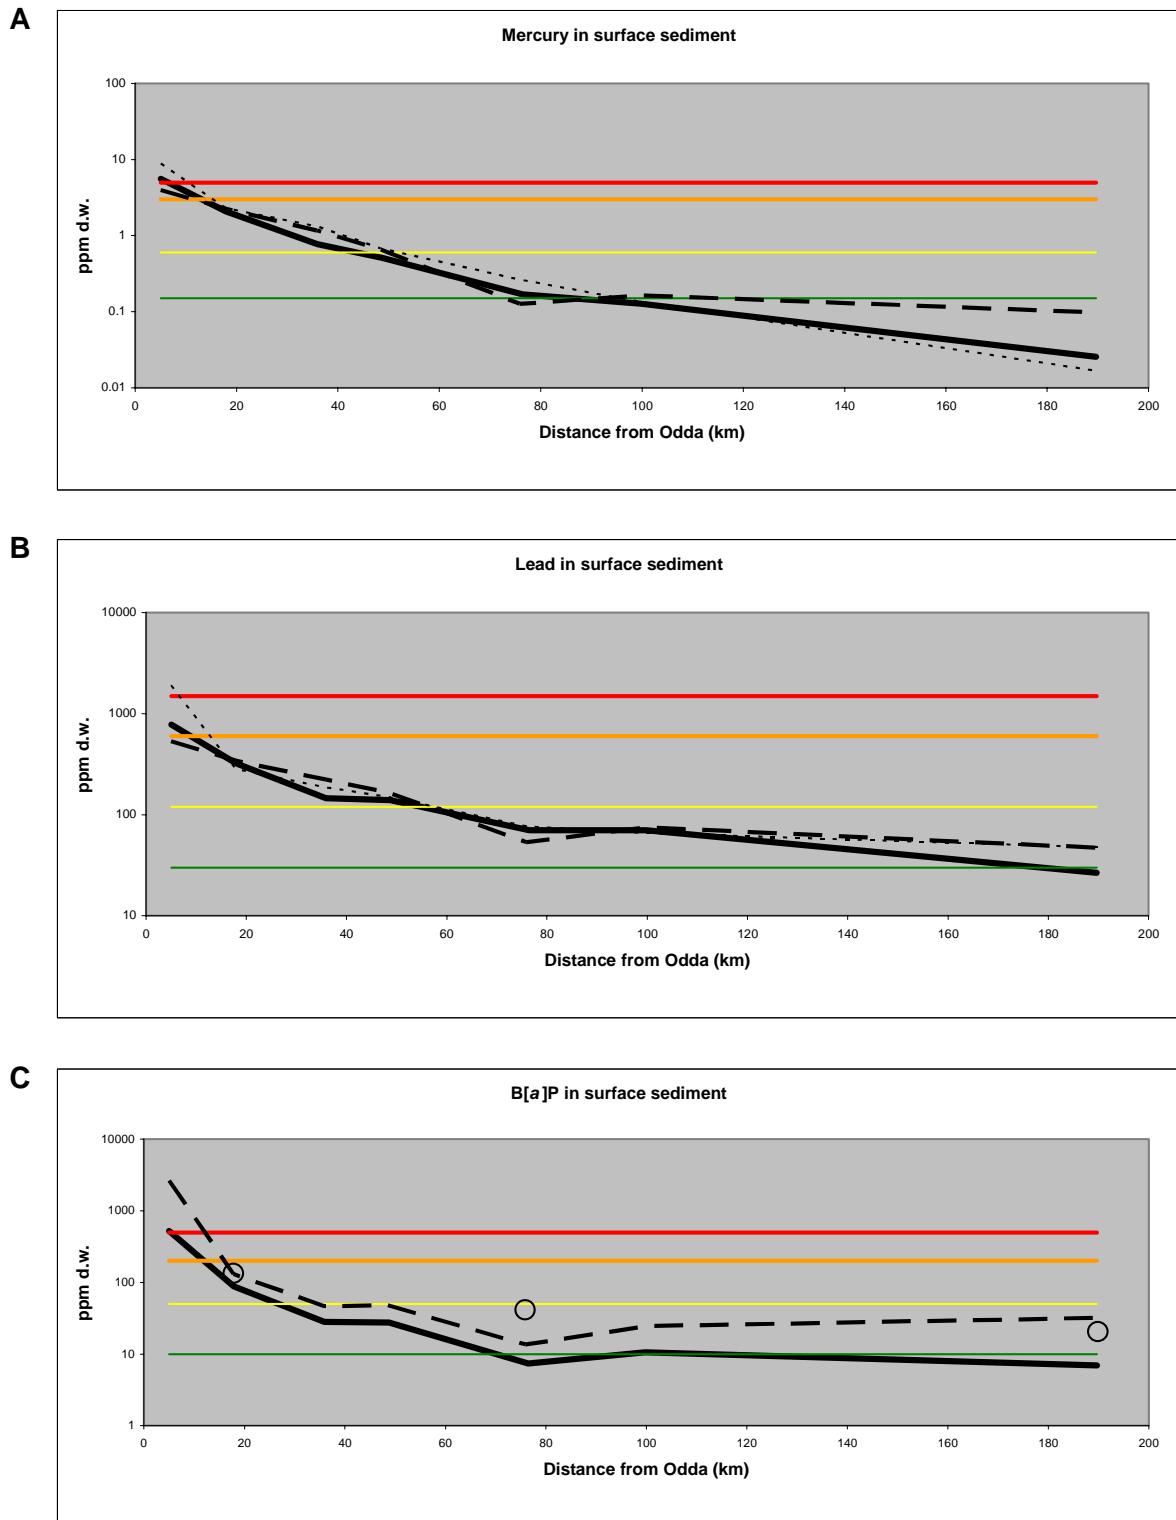 A
Mercury in surface sediment
100
10
1
0.1
0.01
ppm d.w.
0 20 40 60 80 100 120 140 160 180 200
Distance from Odda (km)
B
Lead in surface sediment
10000
1000
100
10
ppm d.w.
0 20 40 60 80 100 120 140 160 180 200
Distance from Odda (km)
C
B[a]P in surface sediment
10000
1000
100
10
1
ppm d.w.
0 20 40 60 80 100 120 140 160 180 200
Distance from Odda (km)